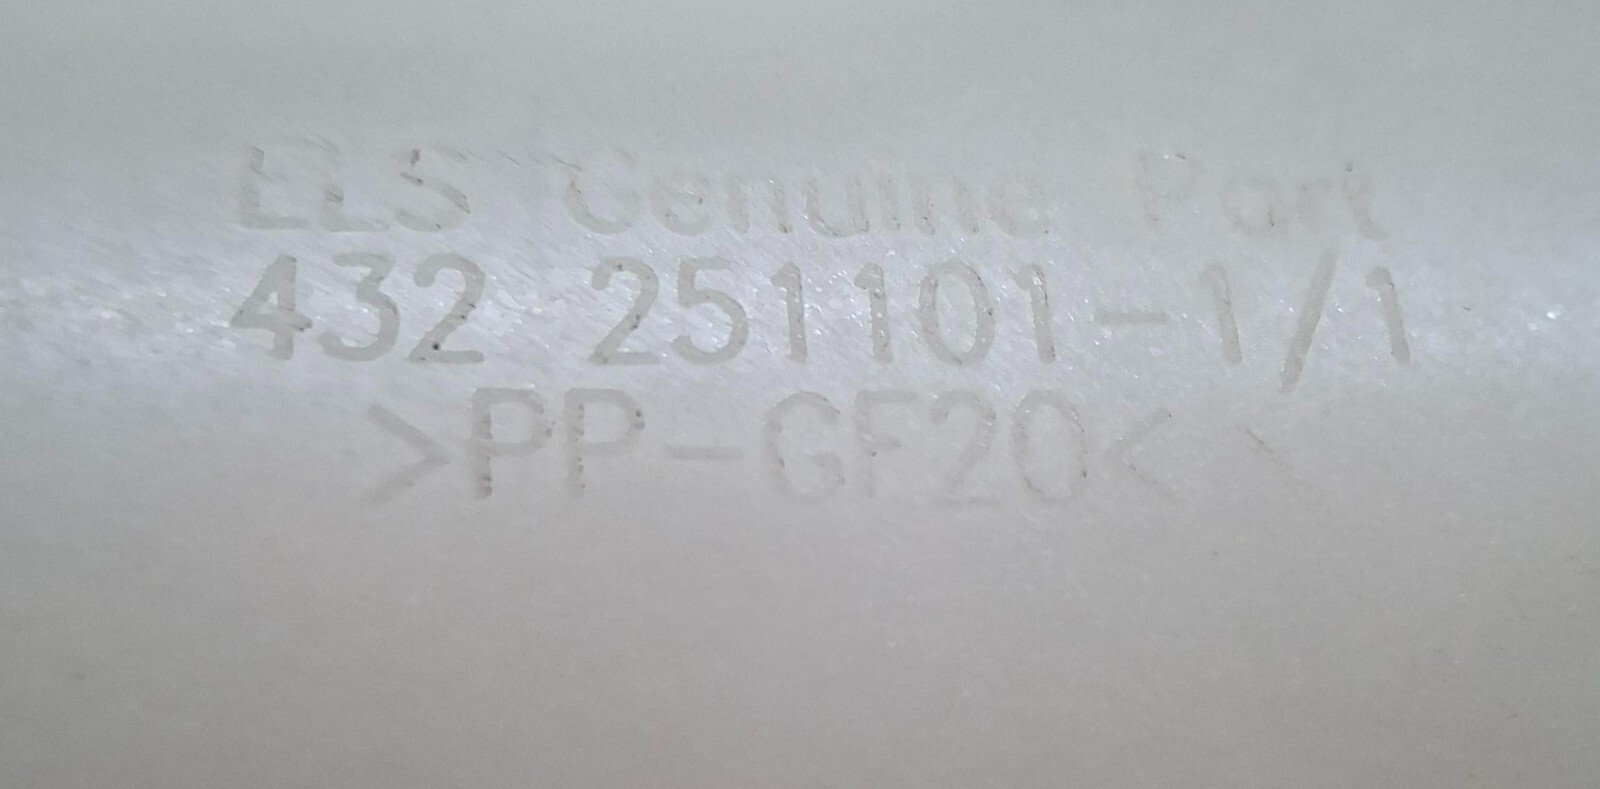 ELS Genuine Part
432 251101-1/1
>PP-GF20<